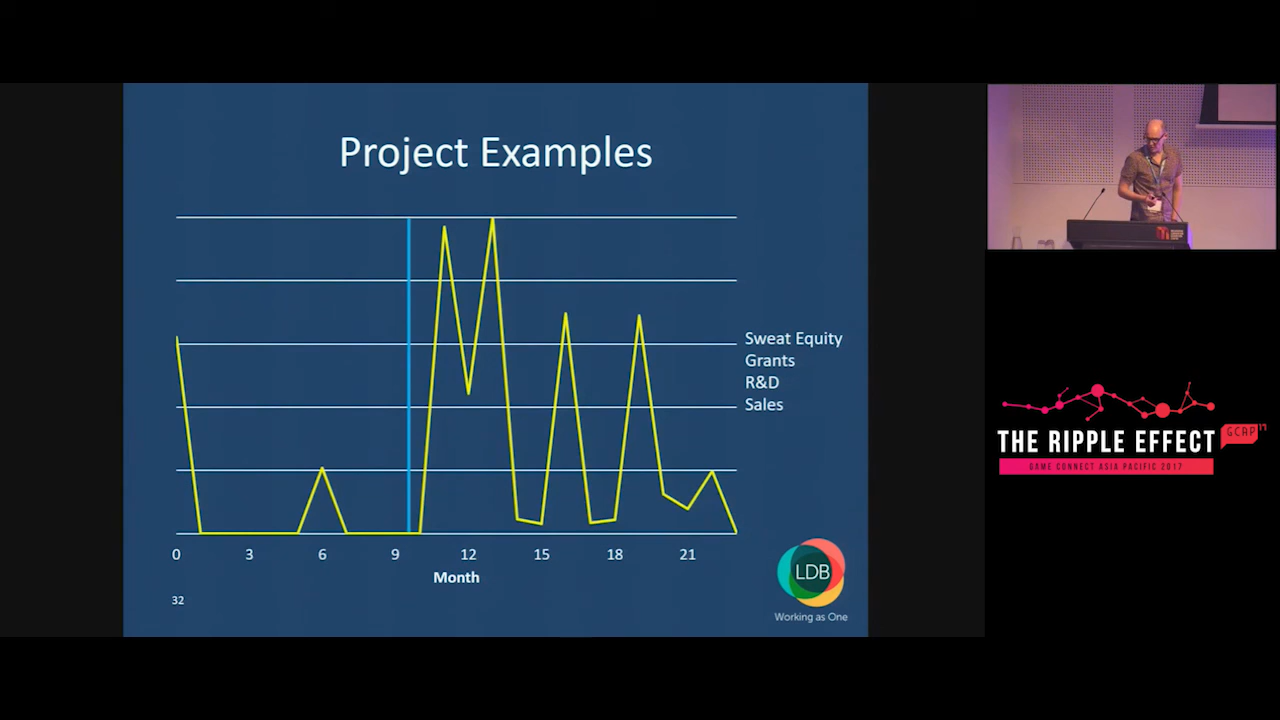 Project Examples
Sweat Equity
Grants
R&D
Sales
0 3 6 9 12 15 18 21
Month
32
LDB
Working as One
THE RIPPLE EFFECT
GCAP 17
GAME CONNECT ASIA PACIFIC 2017